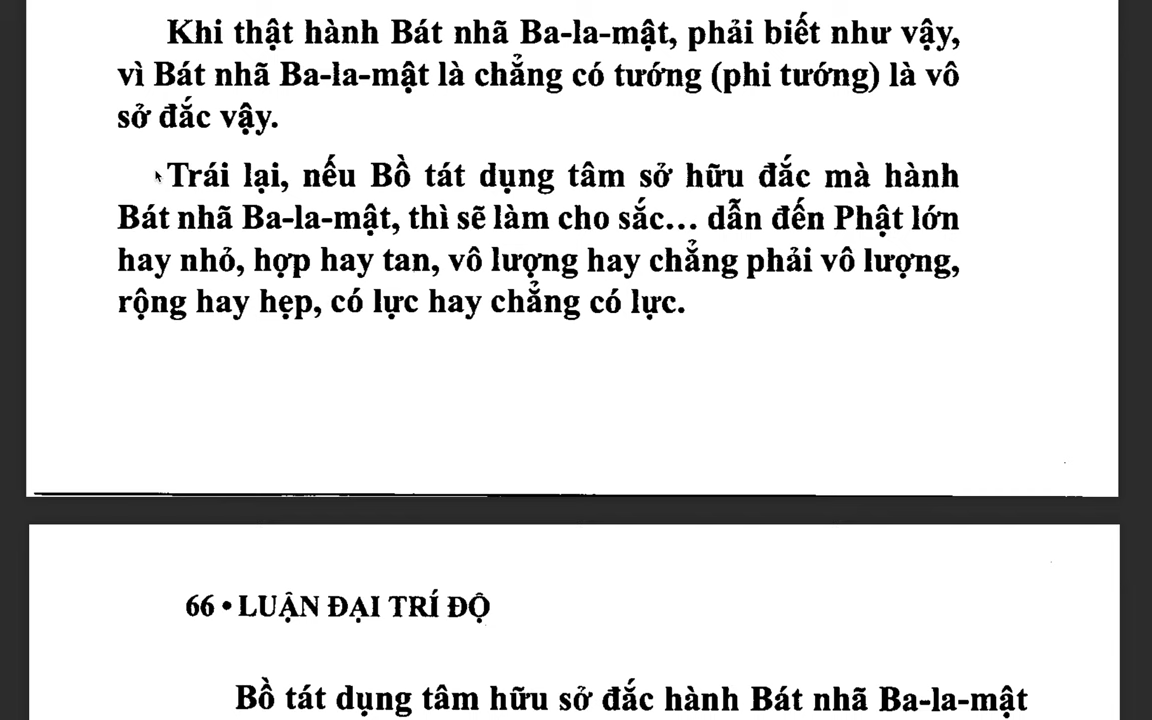 Khi thật hành Bát nhã Ba-la-mật, phải biết như vậy,
vì Bát nhã Ba-la-mật là chẳng có tướng (phi tướng) là vô
sở đắc vậy.
Trái lại, nếu Bồ tát dụng tâm sở hữu đắc mà hành
Bát nhã Ba-la-mật, thì sẽ làm cho sắc... dẫn đến Phật lớn
hay nhỏ, hợp hay tan, vô lượng hay chẳng phải vô lượng,
rộng hay hẹp, có lực hay chẳng có lực.
66 • LUẬN ĐẠI TRÍ ĐỘ
Bồ tát dụng tâm hữu sở đắc hành Bát nhã Ba-la-mật